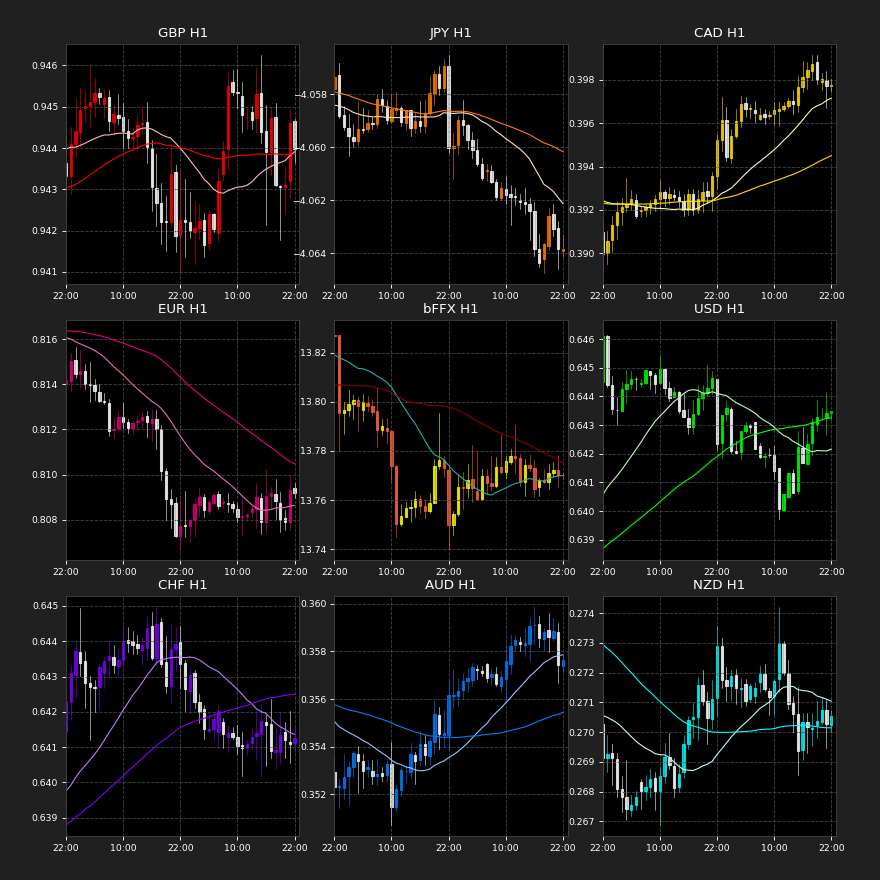 GBP H1
0.946
0.945
0.944
0.943
0.942
0.941
22:00 10:00 22:00 10:00 22:00
JPY H1
−4.058
−4.060
−4.062
−4.064
22:00 10:00 22:00 10:00 22:00
CAD H1
0.398
0.396
0.394
0.392
0.390
22:00 10:00 22:00 10:00 22:00
EUR H1
0.816
0.814
0.812
0.810
0.808
22:00 10:00 22:00 10:00 22:00
bFFX H1
13.82
13.80
13.78
13.76
13.74
22:00 10:00 22:00 10:00 22:00
USD H1
0.646
0.645
0.644
0.643
0.642
0.641
0.640
0.639
22:00 10:00 22:00 10:00 22:00
CHF H1
0.645
0.644
0.643
0.642
0.641
0.640
0.639
22:00 10:00 22:00 10:00 22:00
AUD H1
0.360
0.358
0.356
0.354
0.352
22:00 10:00 22:00 10:00 22:00
NZD H1
0.274
0.273
0.272
0.271
0.270
0.269
0.268
0.267
22:00 10:00 22:00 10:00 22:00